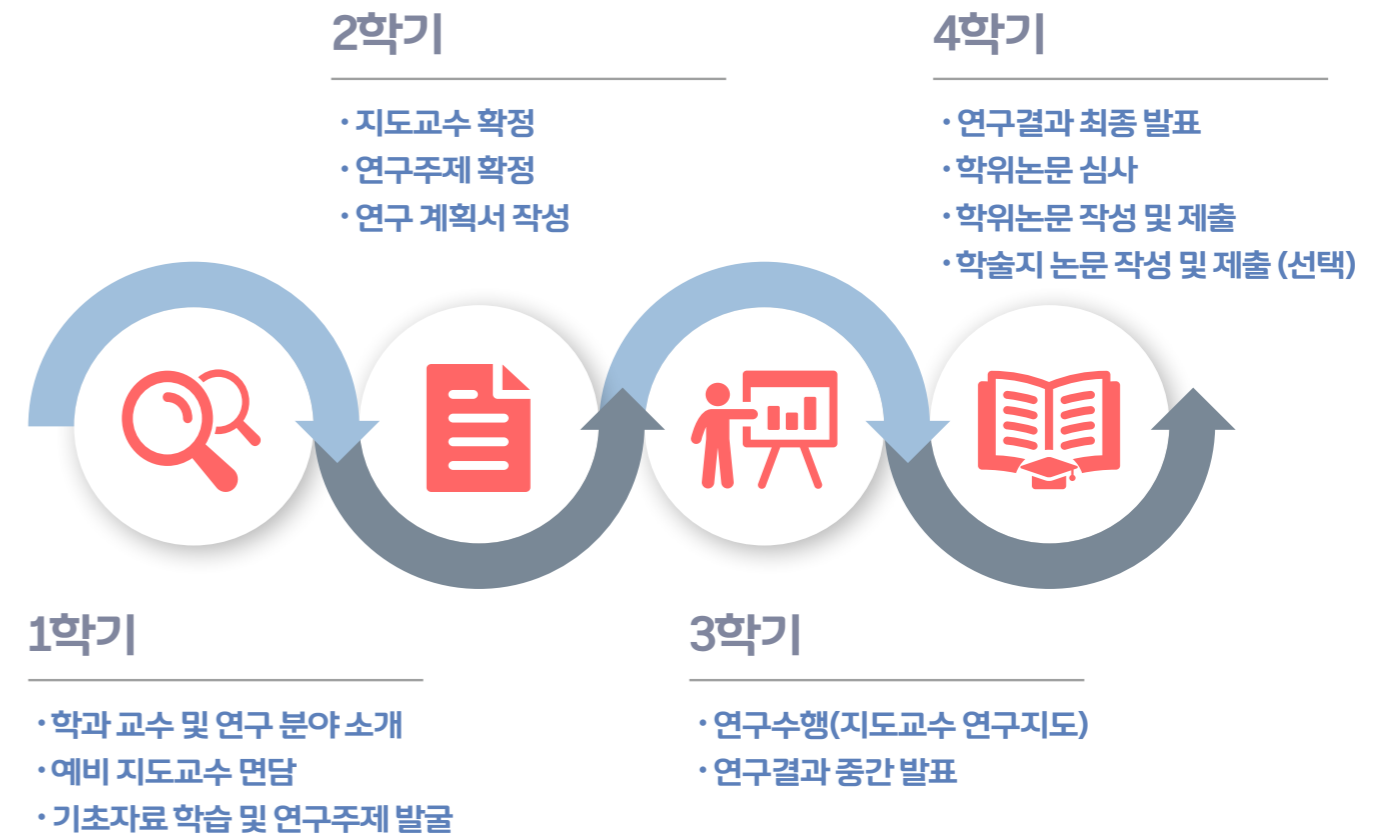 2학기
· 지도교수 확정
· 연구주제 확정
· 연구 계획서 작성
4학기
· 연구결과 최종 발표
· 학위논문 심사
· 학위논문 작성 및 제출
· 학술지 논문 작성 및 제출 (선택)
1학기
· 학과 교수 및 연구 분야 소개
· 예비 지도교수 면담
· 기초자료 학습 및 연구주제 발굴
3학기
· 연구수행(지도교수 연구지도)
· 연구결과 중간 발표